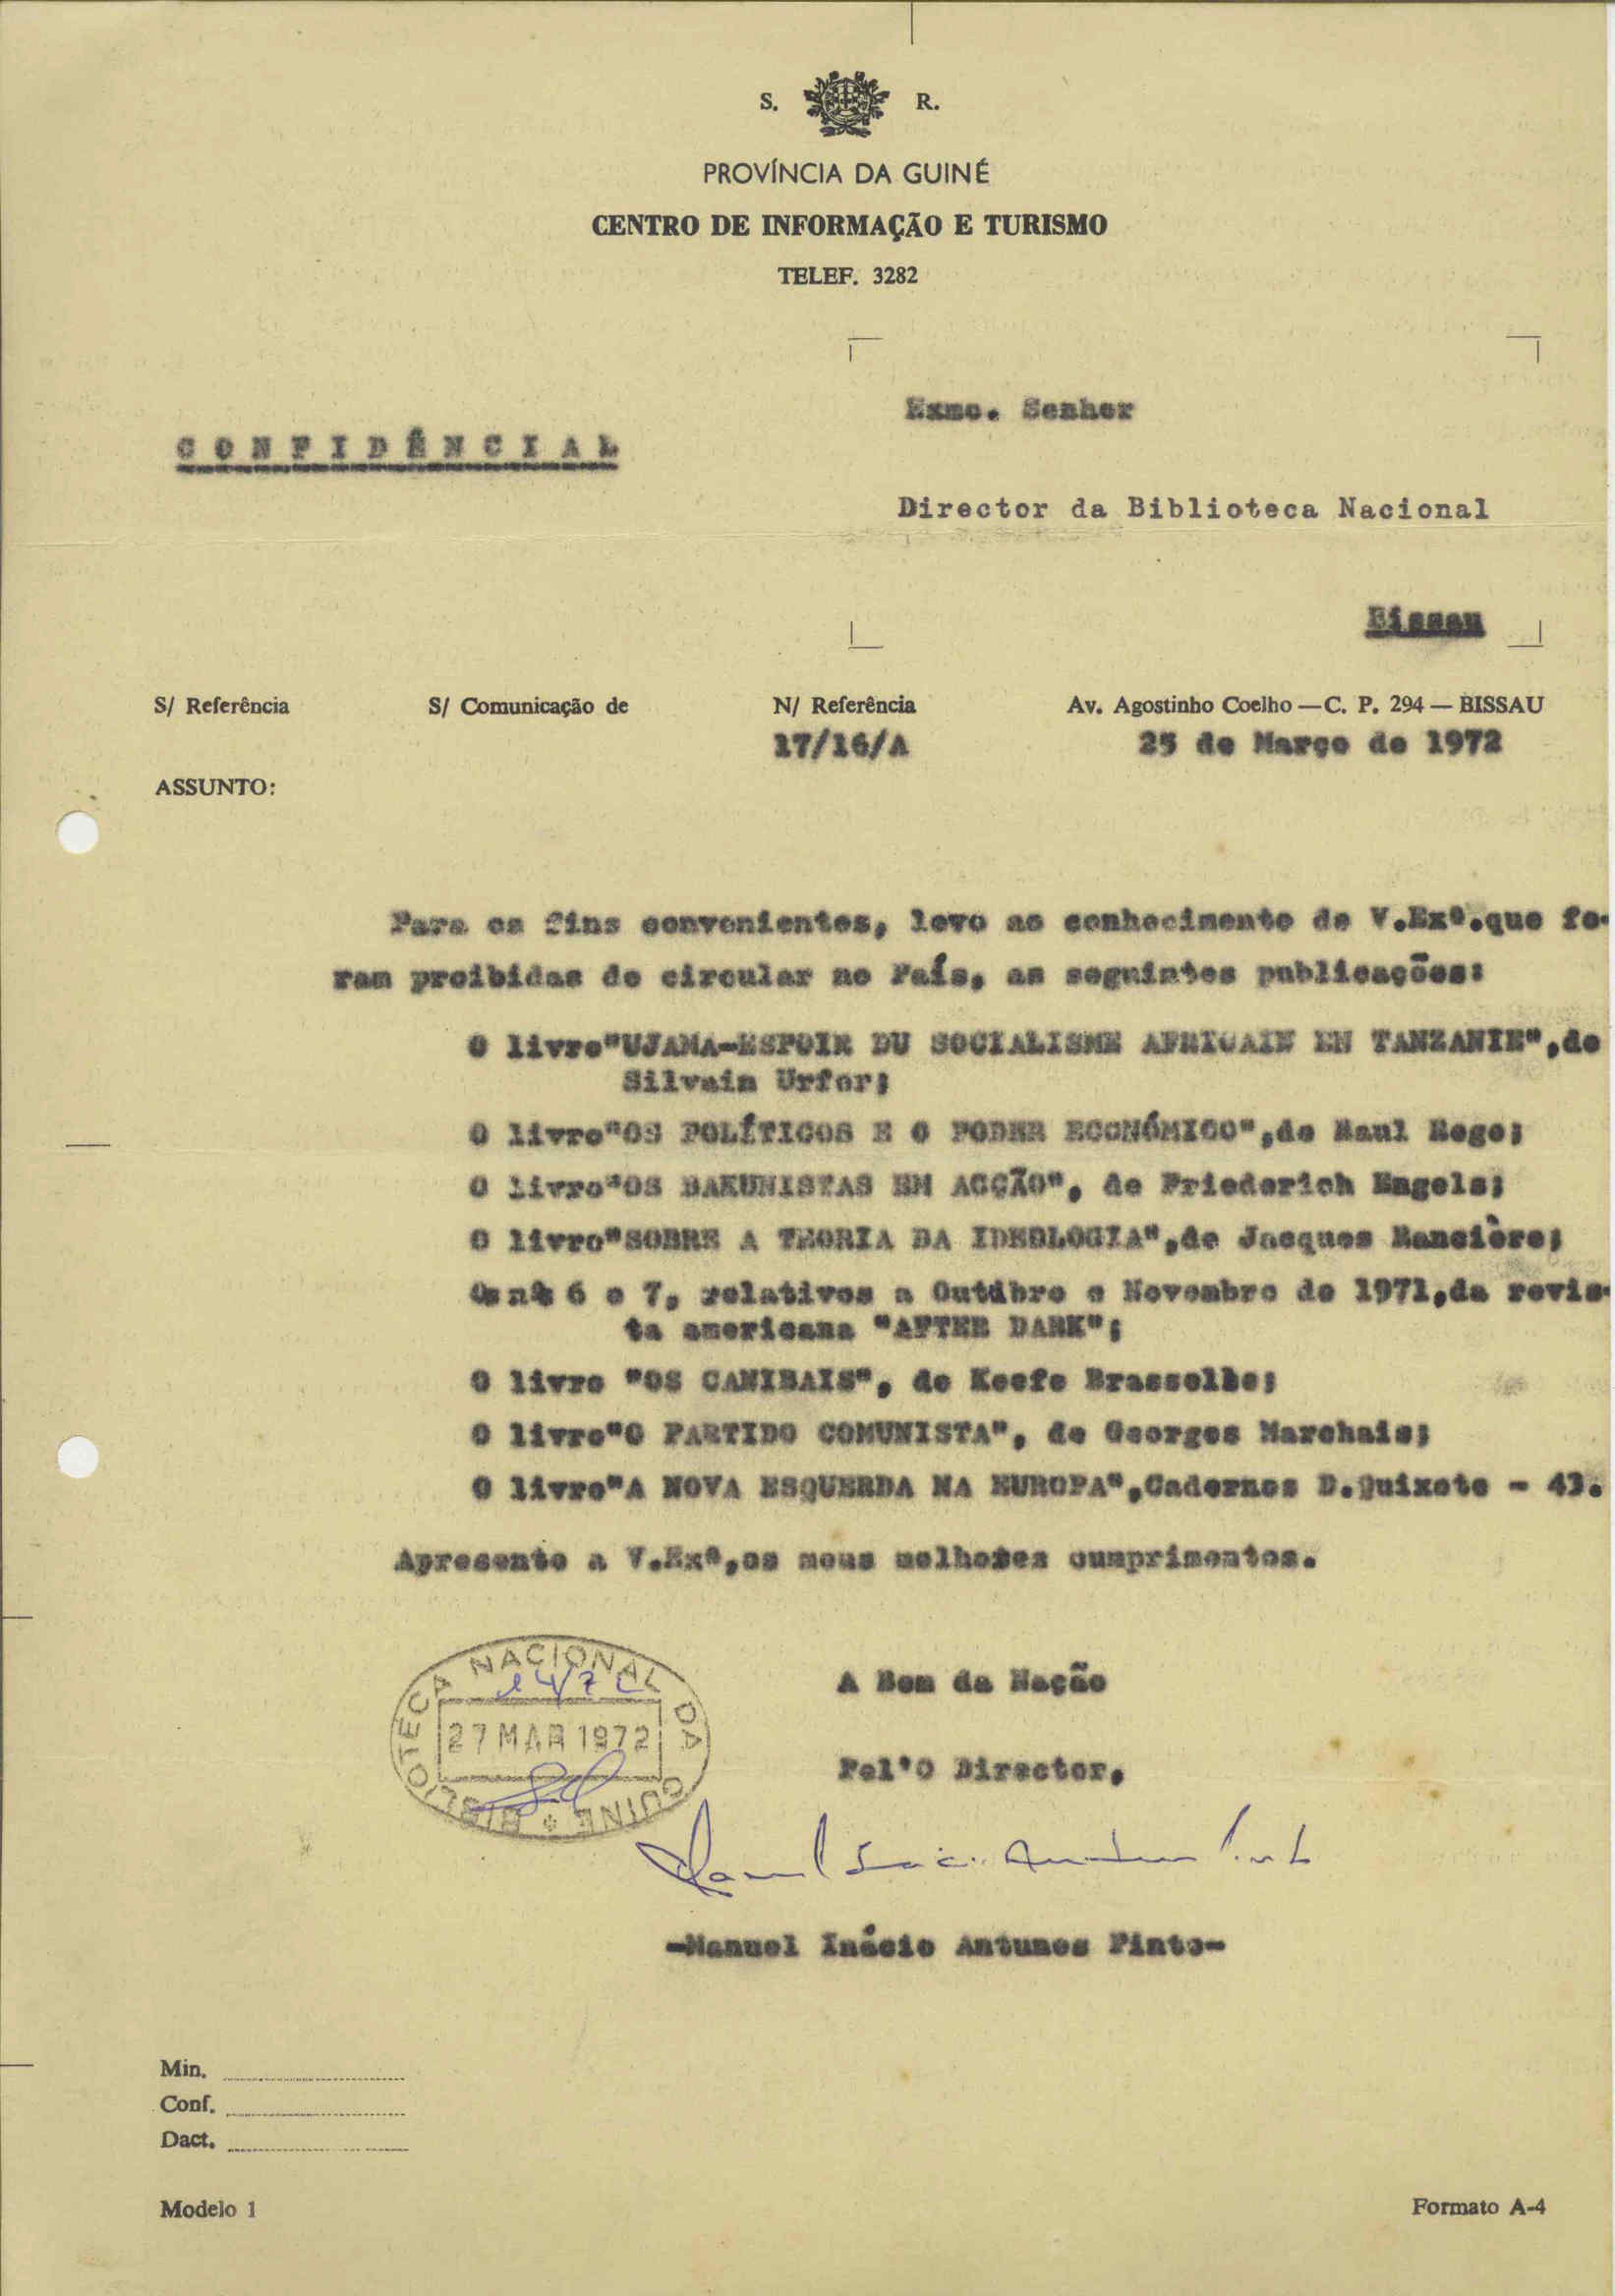 S. R.
PROVÍNCIA DA GUINÉ
CENTRO DE INFORMAÇÃO E TURISMO
TELEF. 3282
Exmo. Senhor
CONFIDÊNCIAL
Director da Biblioteca Nacional
Bissau
S/ Referência S/ Comunicação de N/ Referência Av. Agostinho Coelho — C. P. 294 — BISSAU
17/16/A 25 de Março de 1972
ASSUNTO:
Para os fins convenientes, levo ao conhecimento de V.Exª.que fo-
ram proibidas de circular no País, as seguintes publicações:
O livro"UJAMA-ESPOIR DU SOCIALISME AFRICAIN EN TANZANIE",de
Silvain Urfer;
O livro"OS POLÍTICOS E O PODER ECONÓMICO",de Raul Rego;
O livro"OS BAKUNISTAS EM ACÇÃO", de Friederich Engels;
O livro"SOBRE A TEORIA DA IDEOLOGIA",de Jacques Rancière;
Os nºs 6 e 7, relativos a Outúbro e Novembro de 1971,da revis-
ta americana "AFTER DARK";
O livro "OS CANIBAIS", de Keefe Brasselle;
O livro"O PARTIDO COMUNISTA", de Georges Marchais;
O livro"A NOVA ESQUERDA NA EUROPA",Cadernos D.Quixote - 43.
Apresento a V.Exª,os meus melhores cumprimentos.
BIBLIOTECA NACIONAL DA GUINÉ *
14/72
27 MAR 1972
A Bem da Nação
Pel'O Director,
-Manuel Inácio Antunes Pinto-
Min.
Conf.
Dact.
Modelo 1 Formato A-4